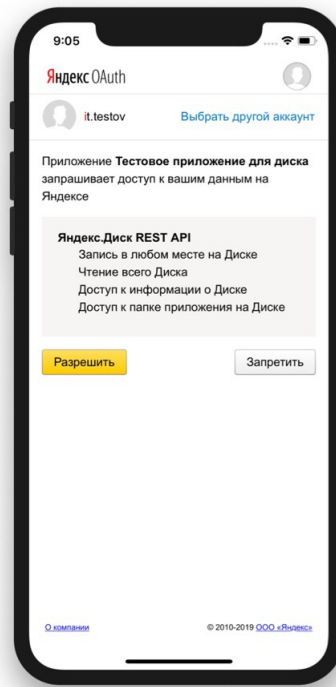 9:05
Яндекс OAuth
it.testov Выбрать другой аккаунт
Приложение Тестовое приложение для диска
запрашивает доступ к вашим данным на
Яндексе
Яндекс.Диск REST API
Запись в любом месте на Диске
Чтение всего Диска
Доступ к информации о Диске
Доступ к папке приложения на Диске
Разрешить Запретить
О компании © 2010-2019 ООО «Яндекс»